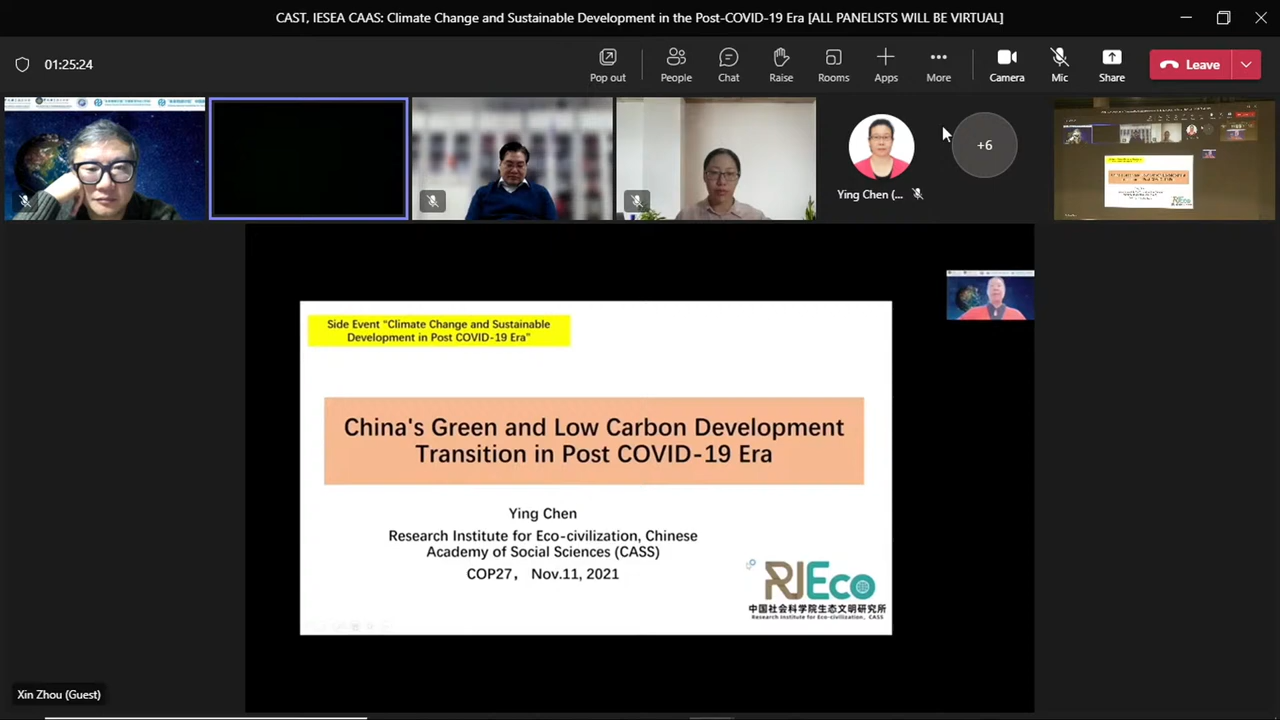 CAST, IESEA CAAS: Climate Change and Sustainable Development in the Post-COVID-19 Era [ALL PANELISTS WILL BE VIRTUAL]
01:25:24
Pop out
People
Chat
Raise
Rooms
Apps
More
Camera
Mic
Share
Leave
Ying Chen (...
+6
Side Event "Climate Change and Sustainable
Development in Post COVID-19 Era"
China's Green and Low Carbon Development
Transition in Post COVID-19 Era
Ying Chen
Research Institute for Eco-civilization, Chinese
Academy of Social Sciences (CASS)
COP27, Nov.11, 2021
RIEco
中国社会科学院生态文明研究所
Research Institute for Eco-civilization, CASS
Xin Zhou (Guest)